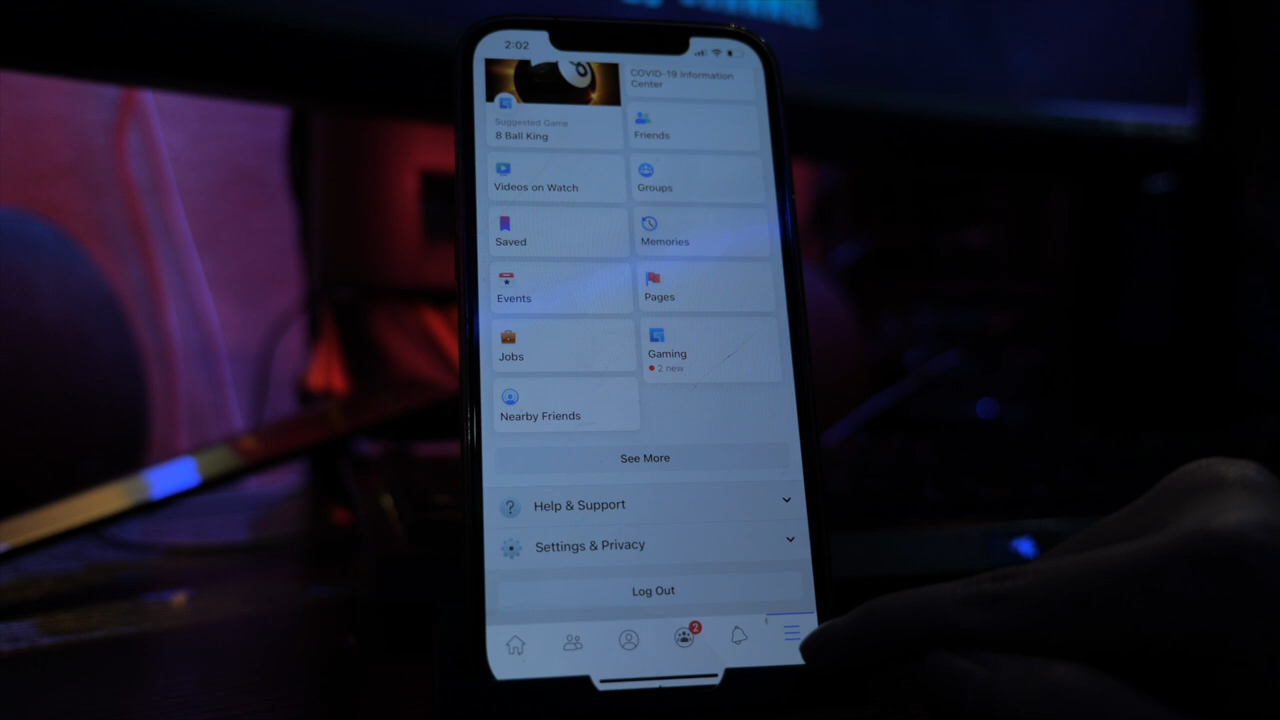 2:02
COVID-19 Information
Center
Suggested Game
8 Ball King
Friends
Videos on Watch
Groups
Saved
Memories
Events
Pages
Jobs
Gaming
2 new
Nearby Friends
See More
Help & Support
Settings & Privacy
Log Out
2